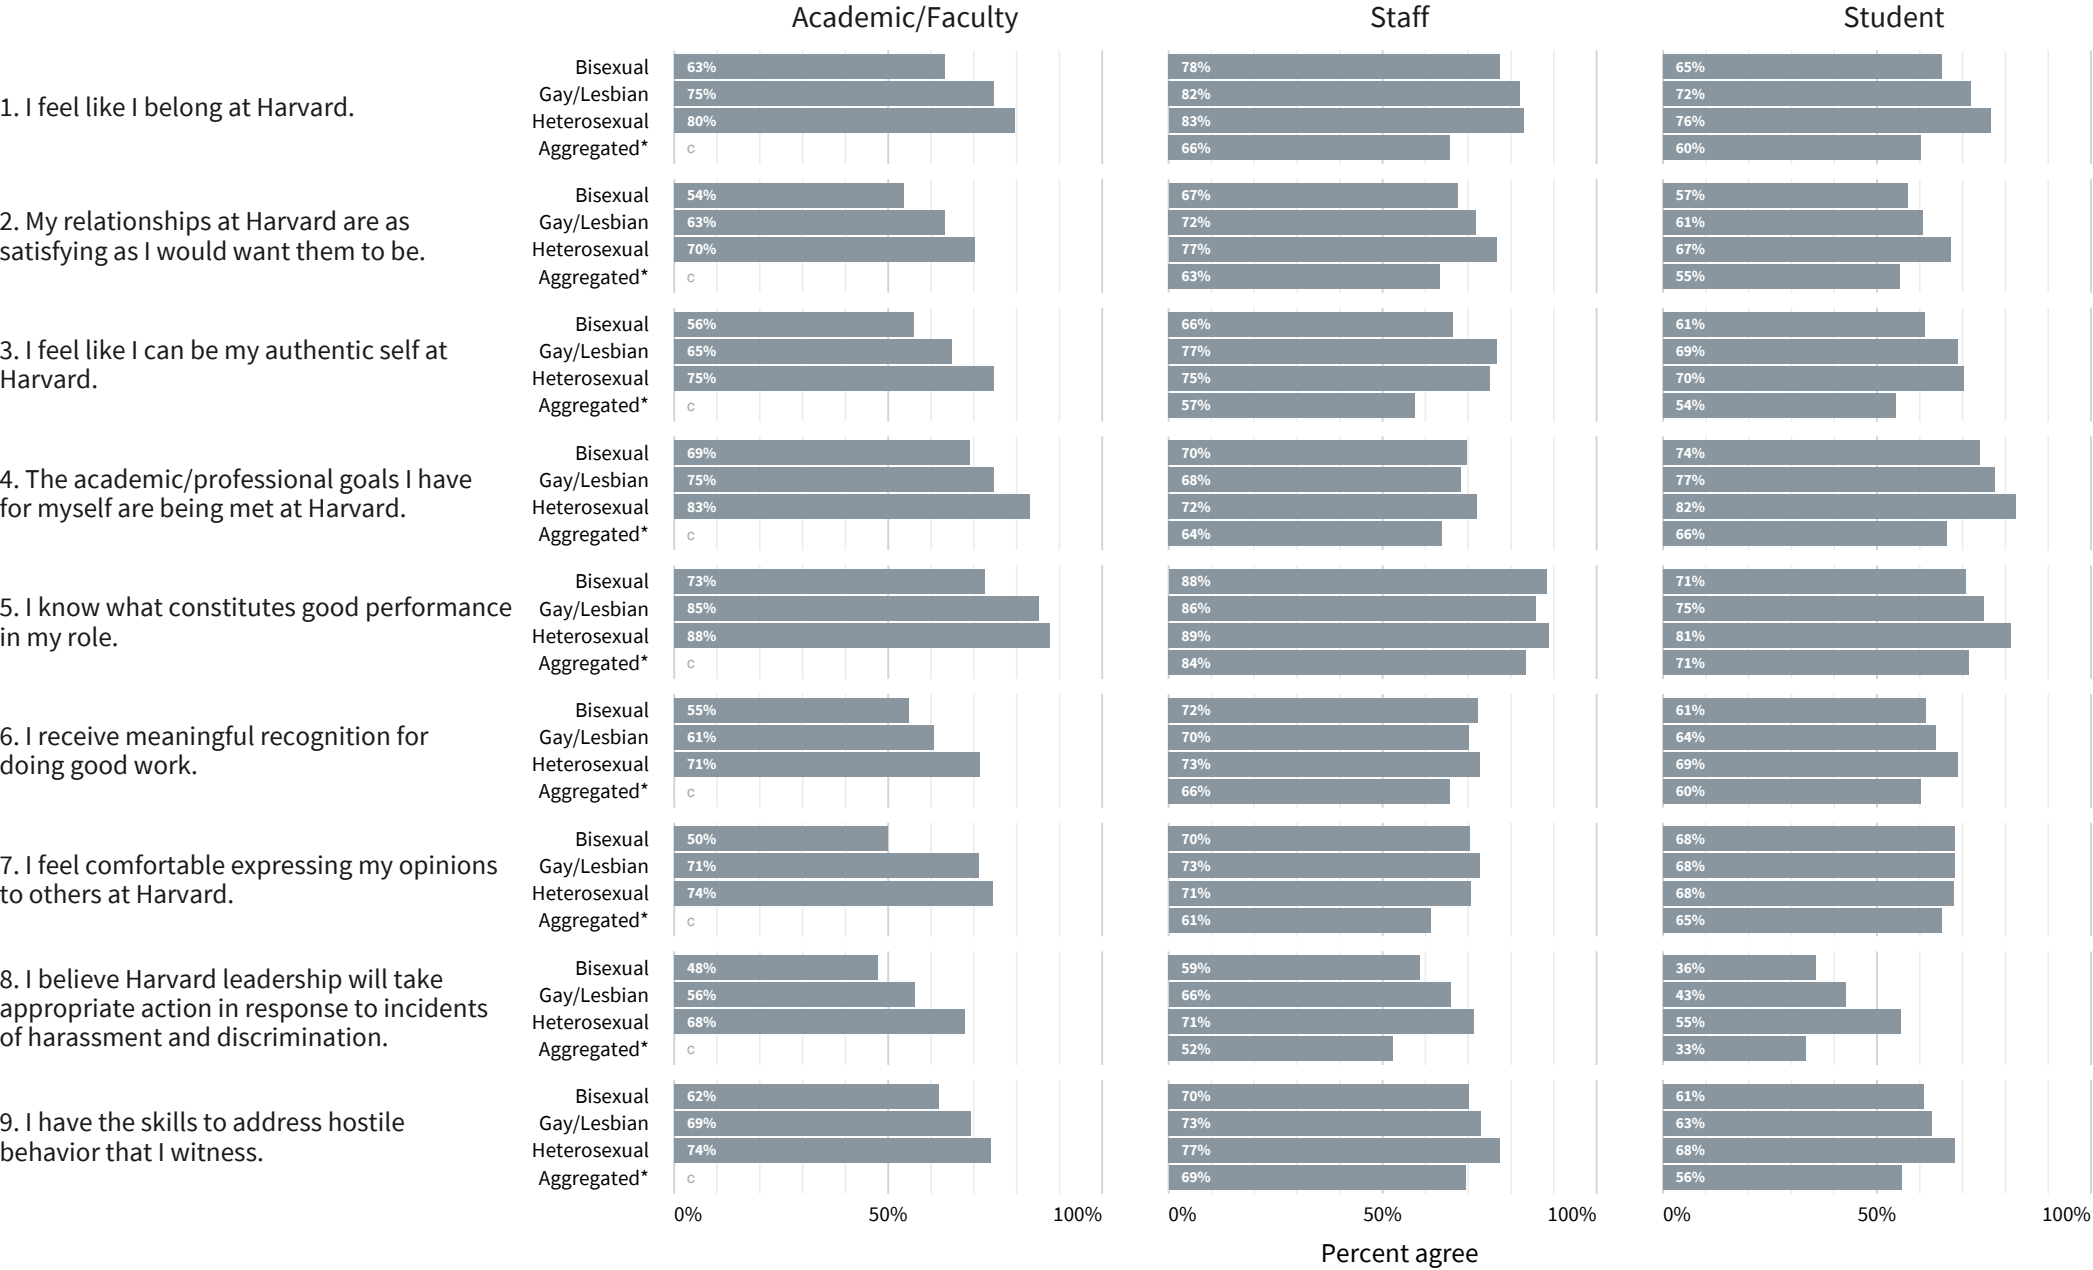 Academic/Faculty Staff Student
1. I feel like I belong at Harvard.
Bisexual 63% 78% 65%
Gay/Lesbian 75% 82% 72%
Heterosexual 80% 83% 76%
Aggregated* c 66% 60%
2. My relationships at Harvard are as
satisfying as I would want them to be.
Bisexual 54% 67% 57%
Gay/Lesbian 63% 72% 61%
Heterosexual 70% 77% 67%
Aggregated* c 63% 55%
3. I feel like I can be my authentic self at
Harvard.
Bisexual 56% 66% 61%
Gay/Lesbian 65% 77% 69%
Heterosexual 75% 75% 70%
Aggregated* c 57% 54%
4. The academic/professional goals I have
for myself are being met at Harvard.
Bisexual 69% 70% 74%
Gay/Lesbian 75% 68% 77%
Heterosexual 83% 72% 82%
Aggregated* c 64% 66%
5. I know what constitutes good performance
in my role.
Bisexual 73% 88% 71%
Gay/Lesbian 85% 86% 75%
Heterosexual 88% 89% 81%
Aggregated* c 84% 71%
6. I receive meaningful recognition for
doing good work.
Bisexual 55% 72% 61%
Gay/Lesbian 61% 70% 64%
Heterosexual 71% 73% 69%
Aggregated* c 66% 60%
7. I feel comfortable expressing my opinions
to others at Harvard.
Bisexual 50% 70% 68%
Gay/Lesbian 71% 73% 68%
Heterosexual 74% 71% 68%
Aggregated* c 61% 65%
8. I believe Harvard leadership will take
appropriate action in response to incidents
of harassment and discrimination.
Bisexual 48% 59% 36%
Gay/Lesbian 56% 66% 43%
Heterosexual 68% 71% 55%
Aggregated* c 52% 33%
9. I have the skills to address hostile
behavior that I witness.
Bisexual 62% 70% 61%
Gay/Lesbian 69% 73% 63%
Heterosexual 74% 77% 68%
Aggregated* c 69% 56%
0% 50% 100% 0% 50% 100% 0% 50% 100%
Percent agree